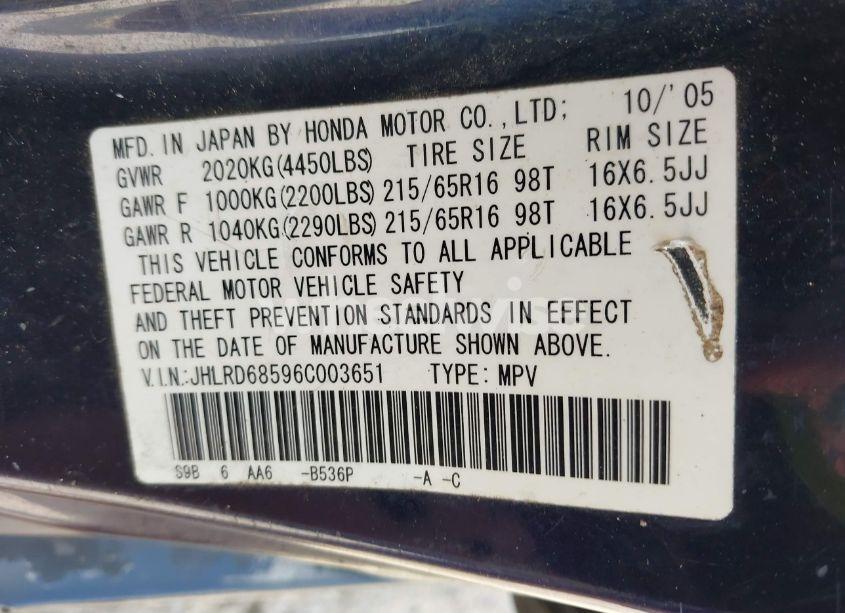 MFD. IN JAPAN BY HONDA MOTOR CO., LTD; 10/'05
GVWR 2020KG(4450LBS) TIRE SIZE RIM SIZE
GAWR F 1000KG(2200LBS) 215/65R16 98T 16X6.5JJ
GAWR R 1040KG(2290LBS) 215/65R16 98T 16X6.5JJ
THIS VEHICLE CONFORMS TO ALL APPLICABLE
FEDERAL MOTOR VEHICLE SAFETY
AND THEFT PREVENTION STANDARDS IN EFFECT
ON THE DATE OF MANUFACTURE SHOWN ABOVE.
V.I.N.:JHLRD68596C003651 TYPE: MPV
S9B 6 AA6 -B536P -A -C